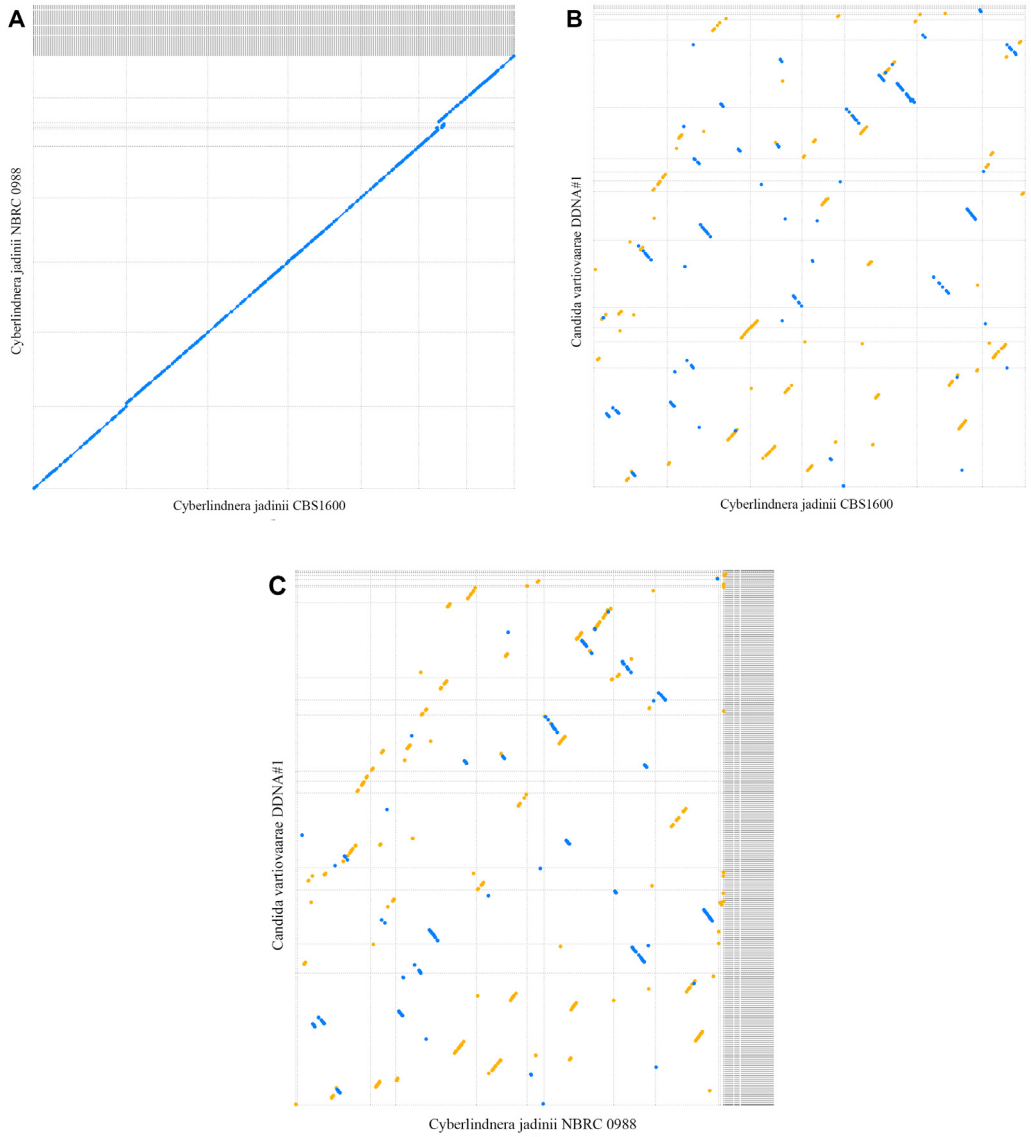 A
Cyberlindnera jadinii NBRC 0988
Cyberlindnera jadinii CBS1600
B
Candida vartiovaarae DDNA#1
Cyberlindnera jadinii CBS1600
C
Candida vartiovaarae DDNA#1
Cyberlindnera jadinii NBRC 0988